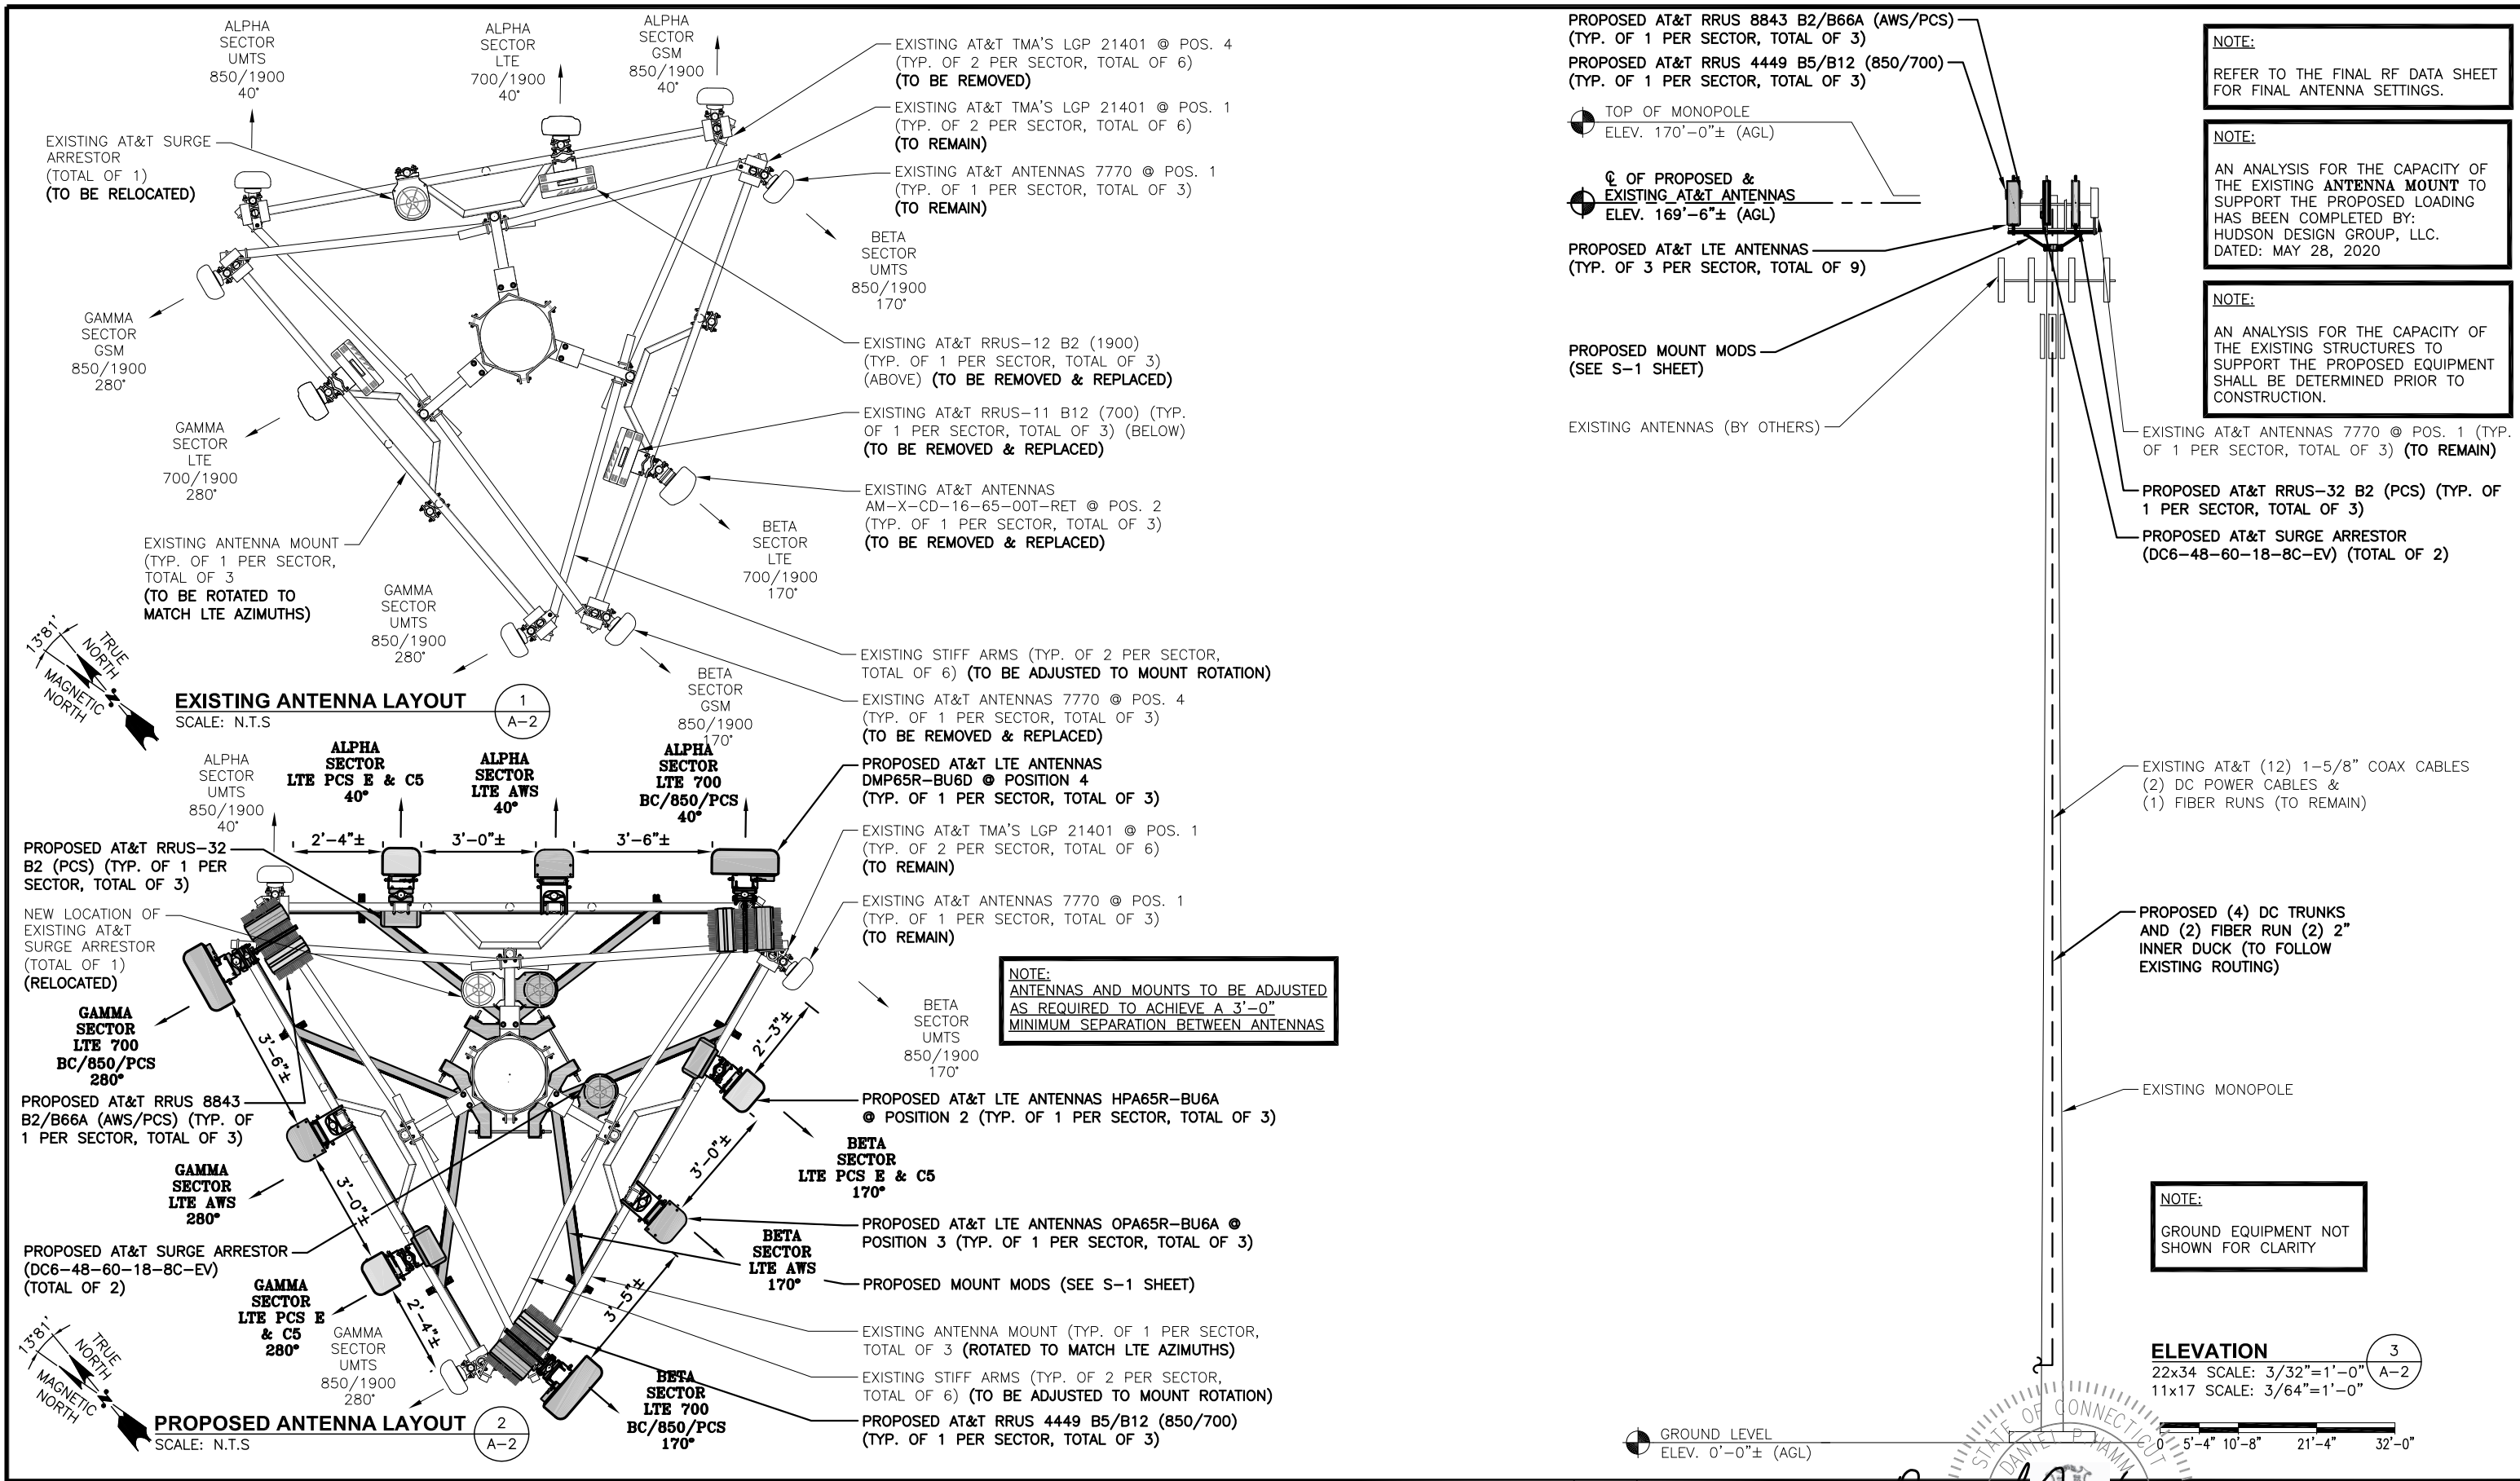 ALPHA
SECTOR
UMTS
850/1900
40°
ALPHA
SECTOR
LTE
700/1900
40°
ALPHA
SECTOR
GSM
850/1900
40°
EXISTING AT&T SURGE
ARRESTOR
(TOTAL OF 1)
(TO BE RELOCATED)
EXISTING AT&T TMA'S LGP 21401 @ POS. 4
(TYP. OF 2 PER SECTOR, TOTAL OF 6)
(TO BE REMOVED)
EXISTING AT&T TMA'S LGP 21401 @ POS. 1
(TYP. OF 2 PER SECTOR, TOTAL OF 6)
(TO REMAIN)
EXISTING AT&T ANTENNAS 7770 @ POS. 1
(TYP. OF 1 PER SECTOR, TOTAL OF 3)
(TO REMAIN)
BETA
SECTOR
UMTS
850/1900
170°
GAMMA
SECTOR
GSM
850/1900
280°
GAMMA
SECTOR
LTE
700/1900
280°
EXISTING AT&T RRUS-12 B2 (1900)
(TYP. OF 1 PER SECTOR, TOTAL OF 3)
(ABOVE) (TO BE REMOVED & REPLACED)
EXISTING AT&T RRUS-11 B12 (700) (TYP.
OF 1 PER SECTOR, TOTAL OF 3) (BELOW)
(TO BE REMOVED & REPLACED)
EXISTING AT&T ANTENNAS
AM-X-CD-16-65-00T-RET @ POS. 2
(TYP. OF 1 PER SECTOR, TOTAL OF 3)
(TO BE REMOVED & REPLACED)
BETA
SECTOR
LTE
700/1900
170°
EXISTING ANTENNA MOUNT
(TYP. OF 1 PER SECTOR,
TOTAL OF 3
(TO BE ROTATED TO
MATCH LTE AZIMUTHS)
GAMMA
SECTOR
UMTS
850/1900
280°
BETA
SECTOR
GSM
850/1900
170°
EXISTING STIFF ARMS (TYP. OF 2 PER SECTOR,
TOTAL OF 6) (TO BE ADJUSTED TO MOUNT ROTATION)
EXISTING AT&T ANTENNAS 7770 @ POS. 4
(TYP. OF 1 PER SECTOR, TOTAL OF 3)
(TO BE REMOVED & REPLACED)
13°81'
TRUE
NORTH
MAGNETIC
NORTH
EXISTING ANTENNA LAYOUT
SCALE: N.T.S
1
A-2
ALPHA
SECTOR
UMTS
850/1900
40°
ALPHA
SECTOR
LTE PCS E & C5
40°
ALPHA
SECTOR
LTE AWS
40°
ALPHA
SECTOR
LTE 700
BC/850/PCS
40°
2'-4"±
3'-0"±
3'-6"±
PROPOSED AT&T LTE ANTENNAS
DMP65R-BU6D @ POSITION 4
(TYP. OF 1 PER SECTOR, TOTAL OF 3)
EXISTING AT&T TMA'S LGP 21401 @ POS. 1
(TYP. OF 2 PER SECTOR, TOTAL OF 6)
(TO REMAIN)
EXISTING AT&T ANTENNAS 7770 @ POS. 1
(TYP. OF 1 PER SECTOR, TOTAL OF 3)
(TO REMAIN)
PROPOSED AT&T RRUS-32
B2 (PCS) (TYP. OF 1 PER
SECTOR, TOTAL OF 3)
NEW LOCATION OF
EXISTING AT&T
SURGE ARRESTOR
(TOTAL OF 1)
(RELOCATED)
GAMMA
SECTOR
LTE 700
BC/850/PCS
280°
3'-6"±
PROPOSED AT&T RRUS 8843
B2/B66A (AWS/PCS) (TYP. OF
1 PER SECTOR, TOTAL OF 3)
GAMMA
SECTOR
LTE AWS
280°
3'-0"±
PROPOSED AT&T SURGE ARRESTOR
(DC6-48-60-18-8C-EV)
(TOTAL OF 2)
GAMMA
SECTOR
LTE PCS E
& C5
280°
2'-4"±
GAMMA
SECTOR
UMTS
850/1900
280°
NOTE:
ANTENNAS AND MOUNTS TO BE ADJUSTED
AS REQUIRED TO ACHIEVE A 3'-0"
MINIMUM SEPARATION BETWEEN ANTENNAS
BETA
SECTOR
UMTS
850/1900
170°
2'-3"±
PROPOSED AT&T LTE ANTENNAS HPA65R-BU6A
@ POSITION 2 (TYP. OF 1 PER SECTOR, TOTAL OF 3)
BETA
SECTOR
LTE PCS E & C5
170°
3'-0"±
PROPOSED AT&T LTE ANTENNAS OPA65R-BU6A @
POSITION 3 (TYP. OF 1 PER SECTOR, TOTAL OF 3)
BETA
SECTOR
LTE AWS
170°
PROPOSED MOUNT MODS (SEE S-1 SHEET)
3'-5"±
EXISTING ANTENNA MOUNT (TYP. OF 1 PER SECTOR,
TOTAL OF 3 (ROTATED TO MATCH LTE AZIMUTHS)
EXISTING STIFF ARMS (TYP. OF 2 PER SECTOR,
TOTAL OF 6) (TO BE ADJUSTED TO MOUNT ROTATION)
BETA
SECTOR
LTE 700
BC/850/PCS
170°
PROPOSED AT&T RRUS 4449 B5/B12 (850/700)
(TYP. OF 1 PER SECTOR, TOTAL OF 3)
13°81'
TRUE
NORTH
MAGNETIC
NORTH
PROPOSED ANTENNA LAYOUT
SCALE: N.T.S
2
A-2
PROPOSED AT&T RRUS 8843 B2/B66A (AWS/PCS)
(TYP. OF 1 PER SECTOR, TOTAL OF 3)
PROPOSED AT&T RRUS 4449 B5/B12 (850/700)
(TYP. OF 1 PER SECTOR, TOTAL OF 3)
TOP OF MONOPOLE
ELEV. 170'-0"± (AGL)
℄ OF PROPOSED &
EXISTING AT&T ANTENNAS
ELEV. 169'-6"± (AGL)
PROPOSED AT&T LTE ANTENNAS
(TYP. OF 3 PER SECTOR, TOTAL OF 9)
PROPOSED MOUNT MODS
(SEE S-1 SHEET)
EXISTING ANTENNAS (BY OTHERS)
NOTE:
REFER TO THE FINAL RF DATA SHEET
FOR FINAL ANTENNA SETTINGS.
NOTE:
AN ANALYSIS FOR THE CAPACITY OF
THE EXISTING ANTENNA MOUNT TO
SUPPORT THE PROPOSED LOADING
HAS BEEN COMPLETED BY:
HUDSON DESIGN GROUP, LLC.
DATED: MAY 28, 2020
NOTE:
AN ANALYSIS FOR THE CAPACITY OF
THE EXISTING STRUCTURES TO
SUPPORT THE PROPOSED EQUIPMENT
SHALL BE DETERMINED PRIOR TO
CONSTRUCTION.
EXISTING AT&T ANTENNAS 7770 @ POS. 1 (TYP.
OF 1 PER SECTOR, TOTAL OF 3) (TO REMAIN)
PROPOSED AT&T RRUS-32 B2 (PCS) (TYP. OF
1 PER SECTOR, TOTAL OF 3)
PROPOSED AT&T SURGE ARRESTOR
(DC6-48-60-18-8C-EV) (TOTAL OF 2)
EXISTING AT&T (12) 1-5/8" COAX CABLES
(2) DC POWER CABLES &
(1) FIBER RUNS (TO REMAIN)
PROPOSED (4) DC TRUNKS
AND (2) FIBER RUN (2) 2"
INNER DUCK (TO FOLLOW
EXISTING ROUTING)
EXISTING MONOPOLE
NOTE:
GROUND EQUIPMENT NOT
SHOWN FOR CLARITY
ELEVATION
22x34 SCALE: 3/32"=1'-0"
11x17 SCALE: 3/64"=1'-0"
3
A-2
0 5'-4" 10'-8" 21'-4" 32'-0"
GROUND LEVEL
ELEV. 0'-0"± (AGL)
STATE OF CONNECTICUT
DANIEL P HAMM